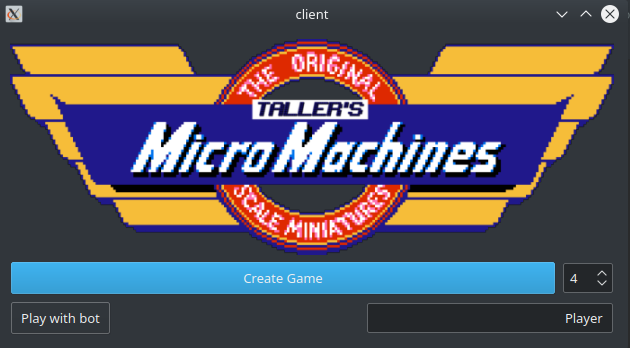 client
THE ORIGINAL
TALLER'S
MicroMachines
SCALE MINIATURES
Create Game
4
Play with bot
Player